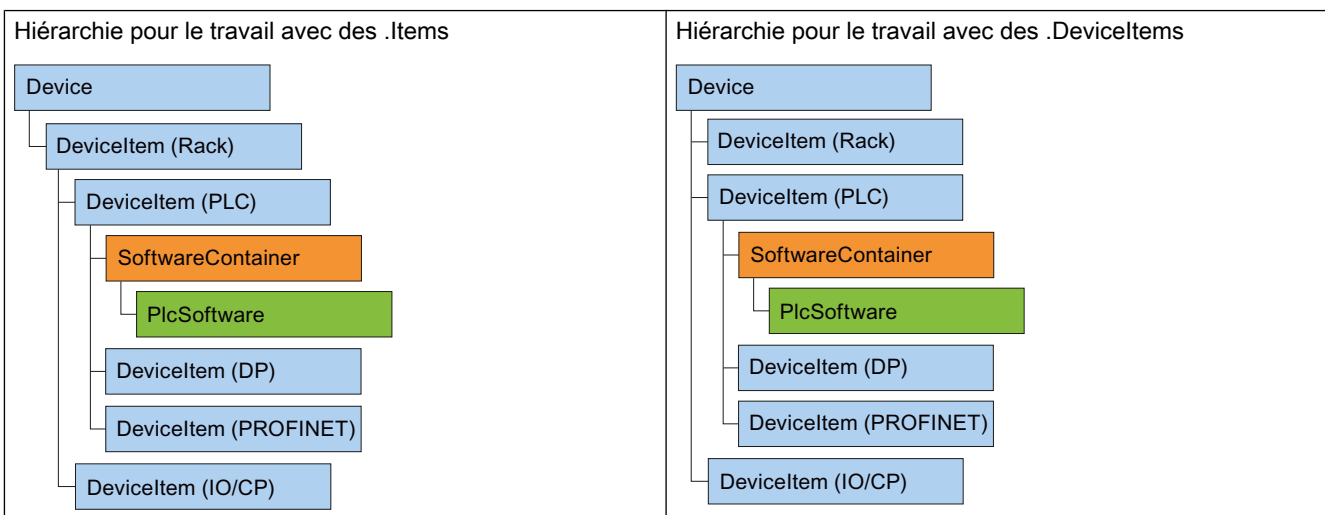 Hiérarchie pour le travail avec des .Items
Device
DeviceItem (Rack)
DeviceItem (PLC)
SoftwareContainer
PlcSoftware
DeviceItem (DP)
DeviceItem (PROFINET)
DeviceItem (IO/CP)
Hiérarchie pour le travail avec des .DeviceItems
Device
DeviceItem (Rack)
DeviceItem (PLC)
SoftwareContainer
PlcSoftware
DeviceItem (DP)
DeviceItem (PROFINET)
DeviceItem (IO/CP)